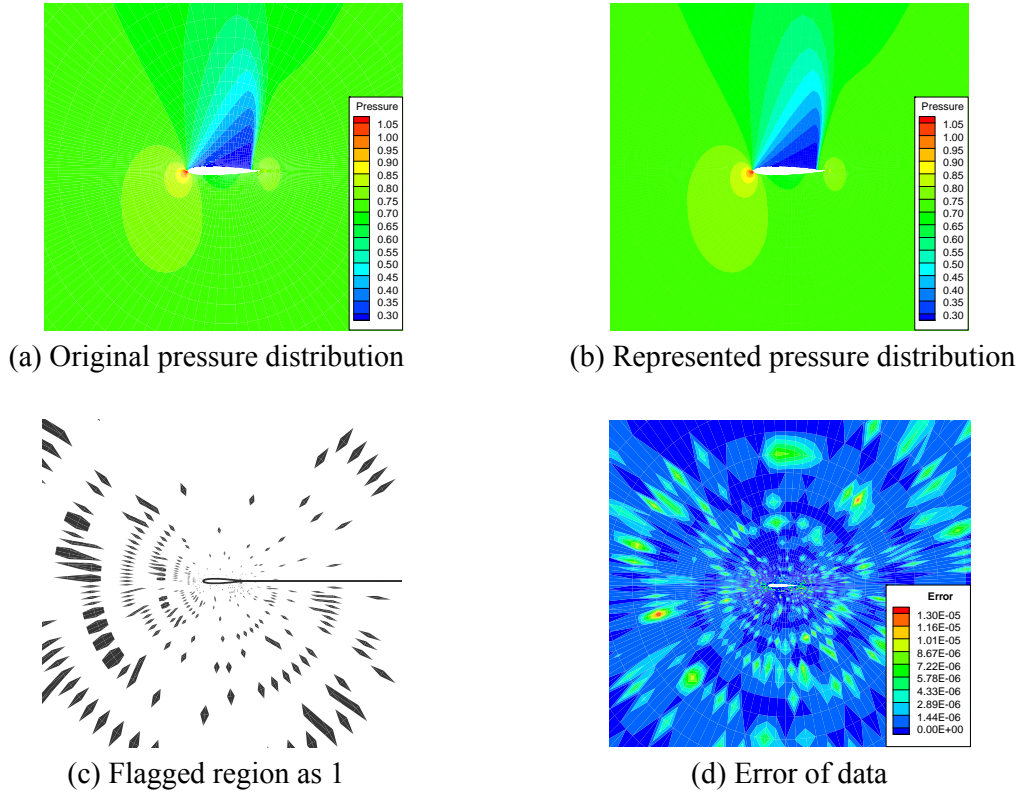 Pressure
1.05
1.00
0.95
0.90
0.85
0.80
0.75
0.70
0.65
0.60
0.55
0.50
0.45
0.40
0.35
0.30
(a) Original pressure distribution
Pressure
1.05
1.00
0.95
0.90
0.85
0.80
0.75
0.70
0.65
0.60
0.55
0.50
0.45
0.40
0.35
0.30
(b) Represented pressure distribution
(c) Flagged region as 1
Error
1.30E-05
1.16E-05
1.01E-05
8.67E-06
7.22E-06
5.78E-06
4.33E-06
2.89E-06
1.44E-06
0.00E+00
(d) Error of data